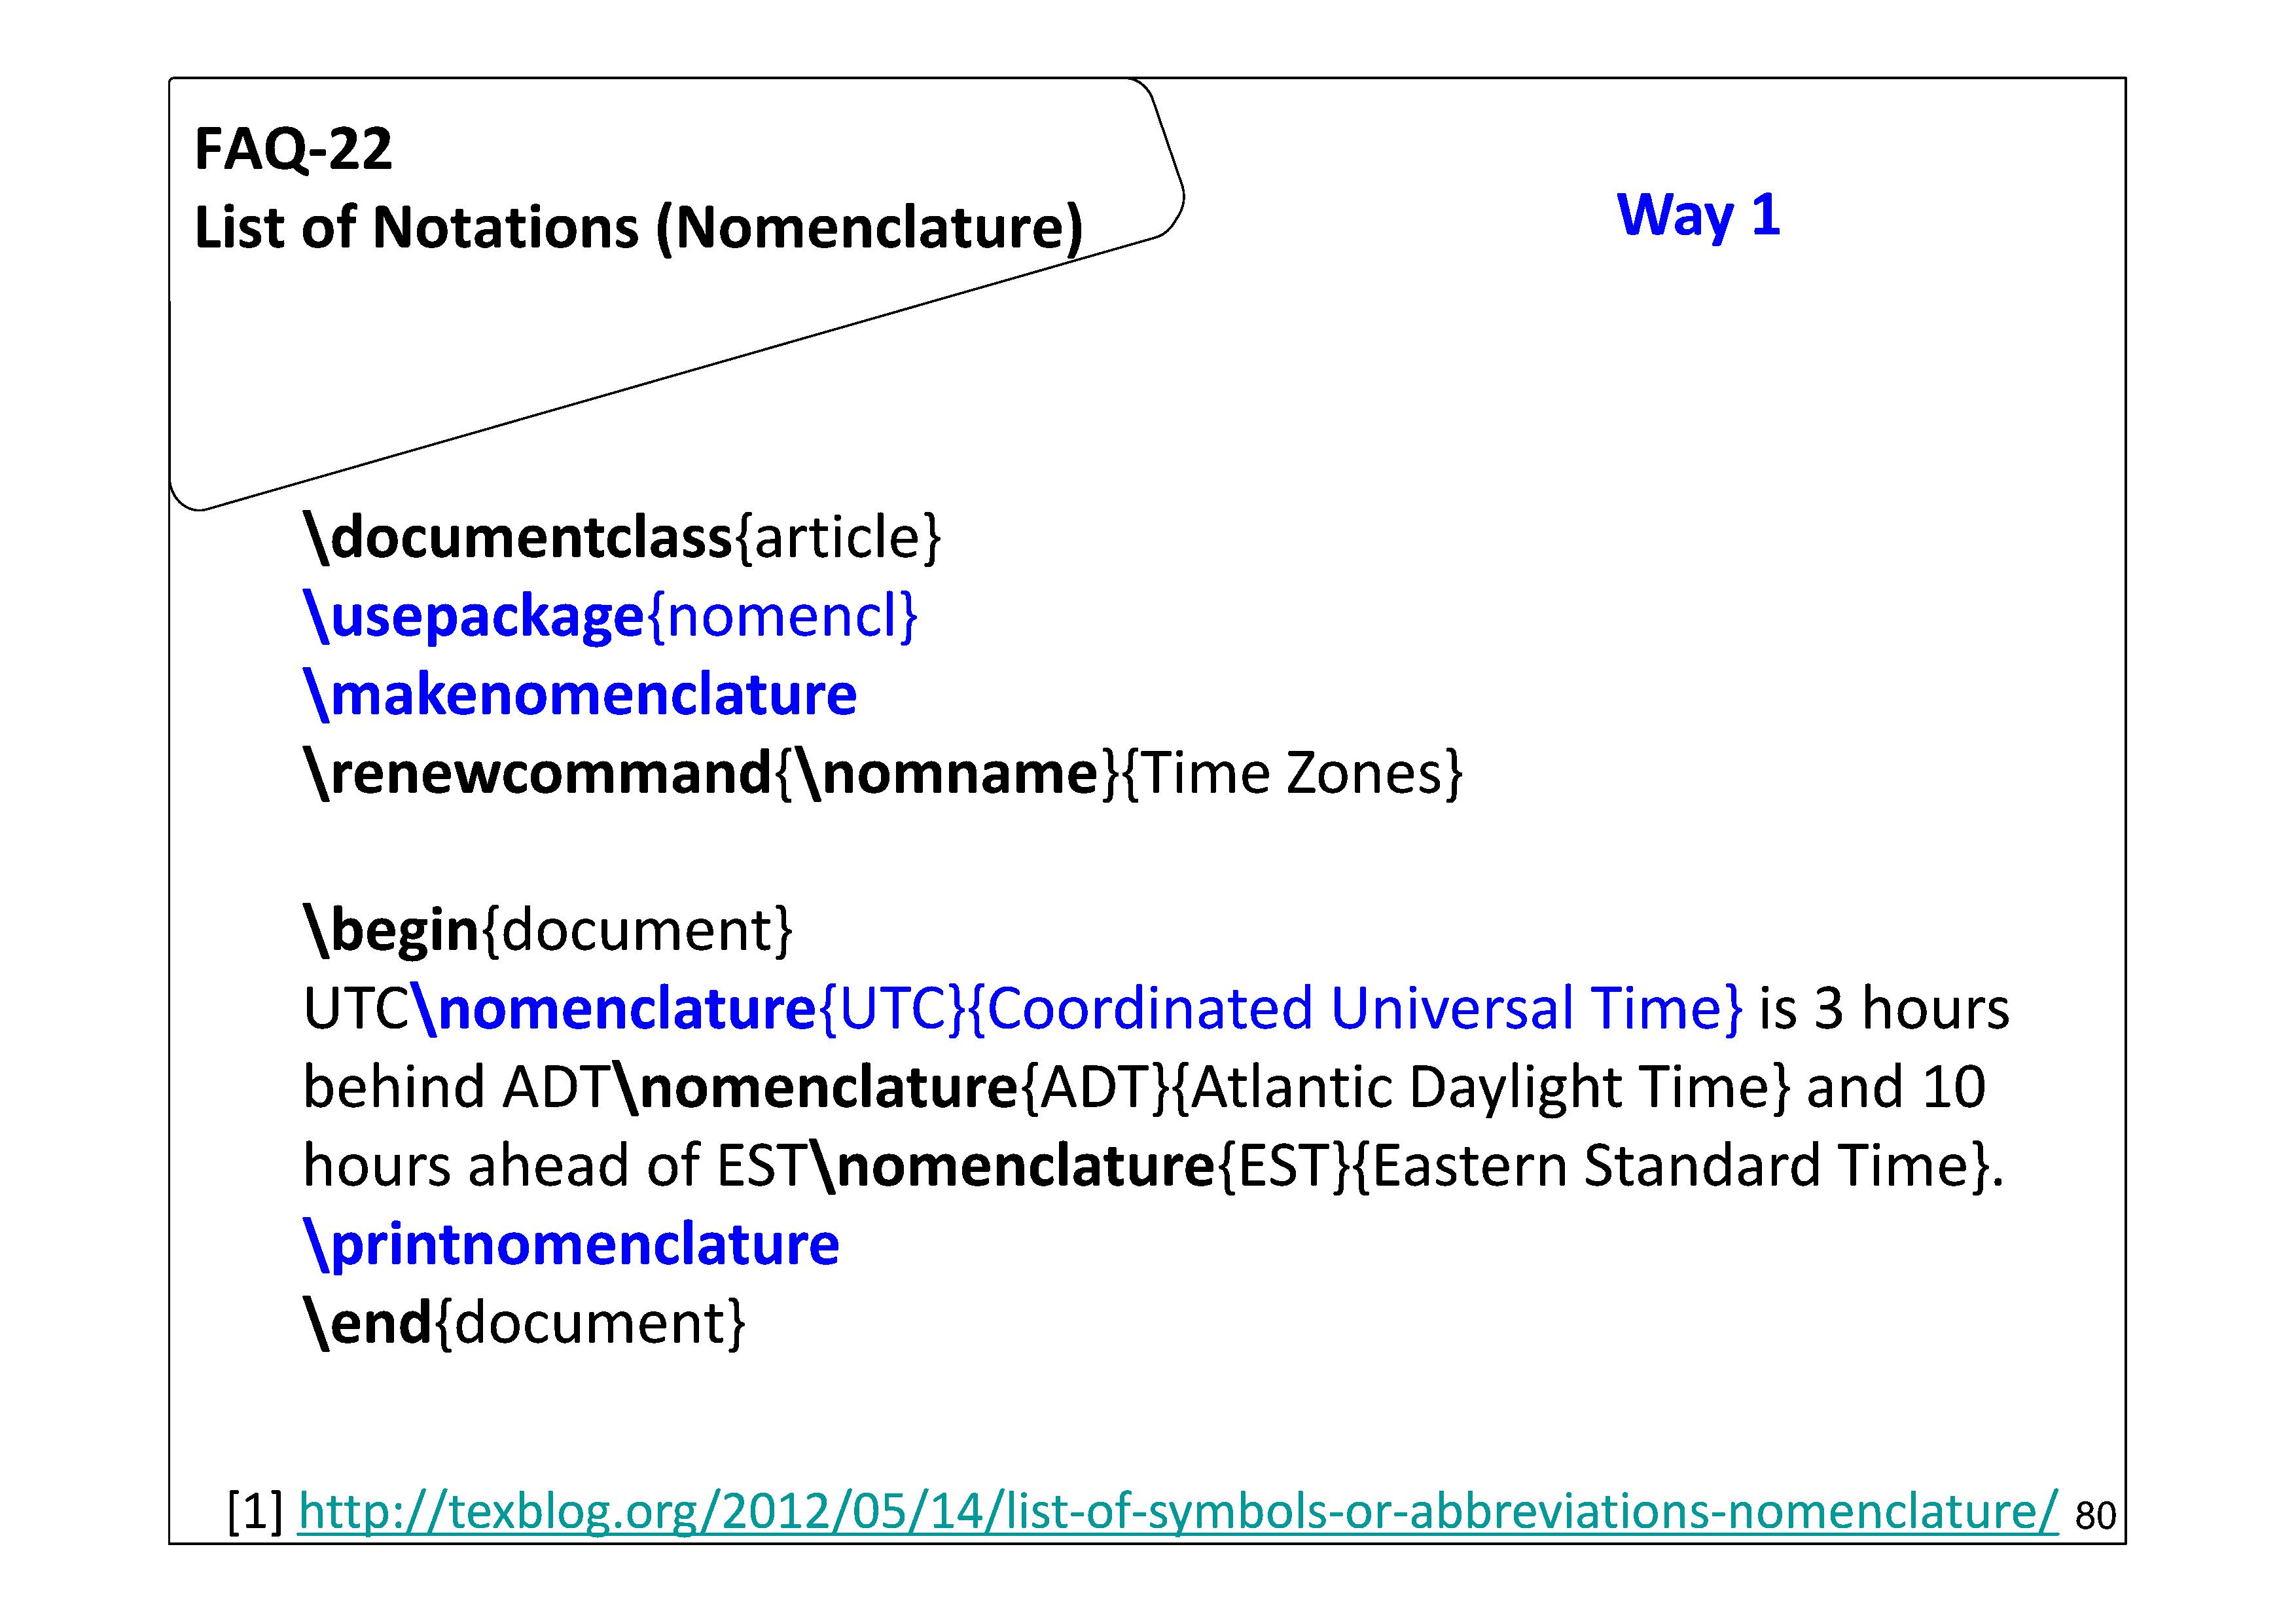 FAQ-22
List of Notations (Nomenclature)
Way 1
\documentclass{article}
\usepackage{nomencl}
\makenomenclature
\renewcommand{\nomname}{Time Zones}
\begin{document}
UTC\nomenclature{UTC}{Coordinated Universal Time} is 3 hours
behind ADT\nomenclature{ADT}{Atlantic Daylight Time} and 10
hours ahead of EST\nomenclature{EST}{Eastern Standard Time}.
\printnomenclature
\end{document}
[1] http://texblog.org/2012/05/14/list-of-symbols-or-abbreviations-nomenclature/ 80